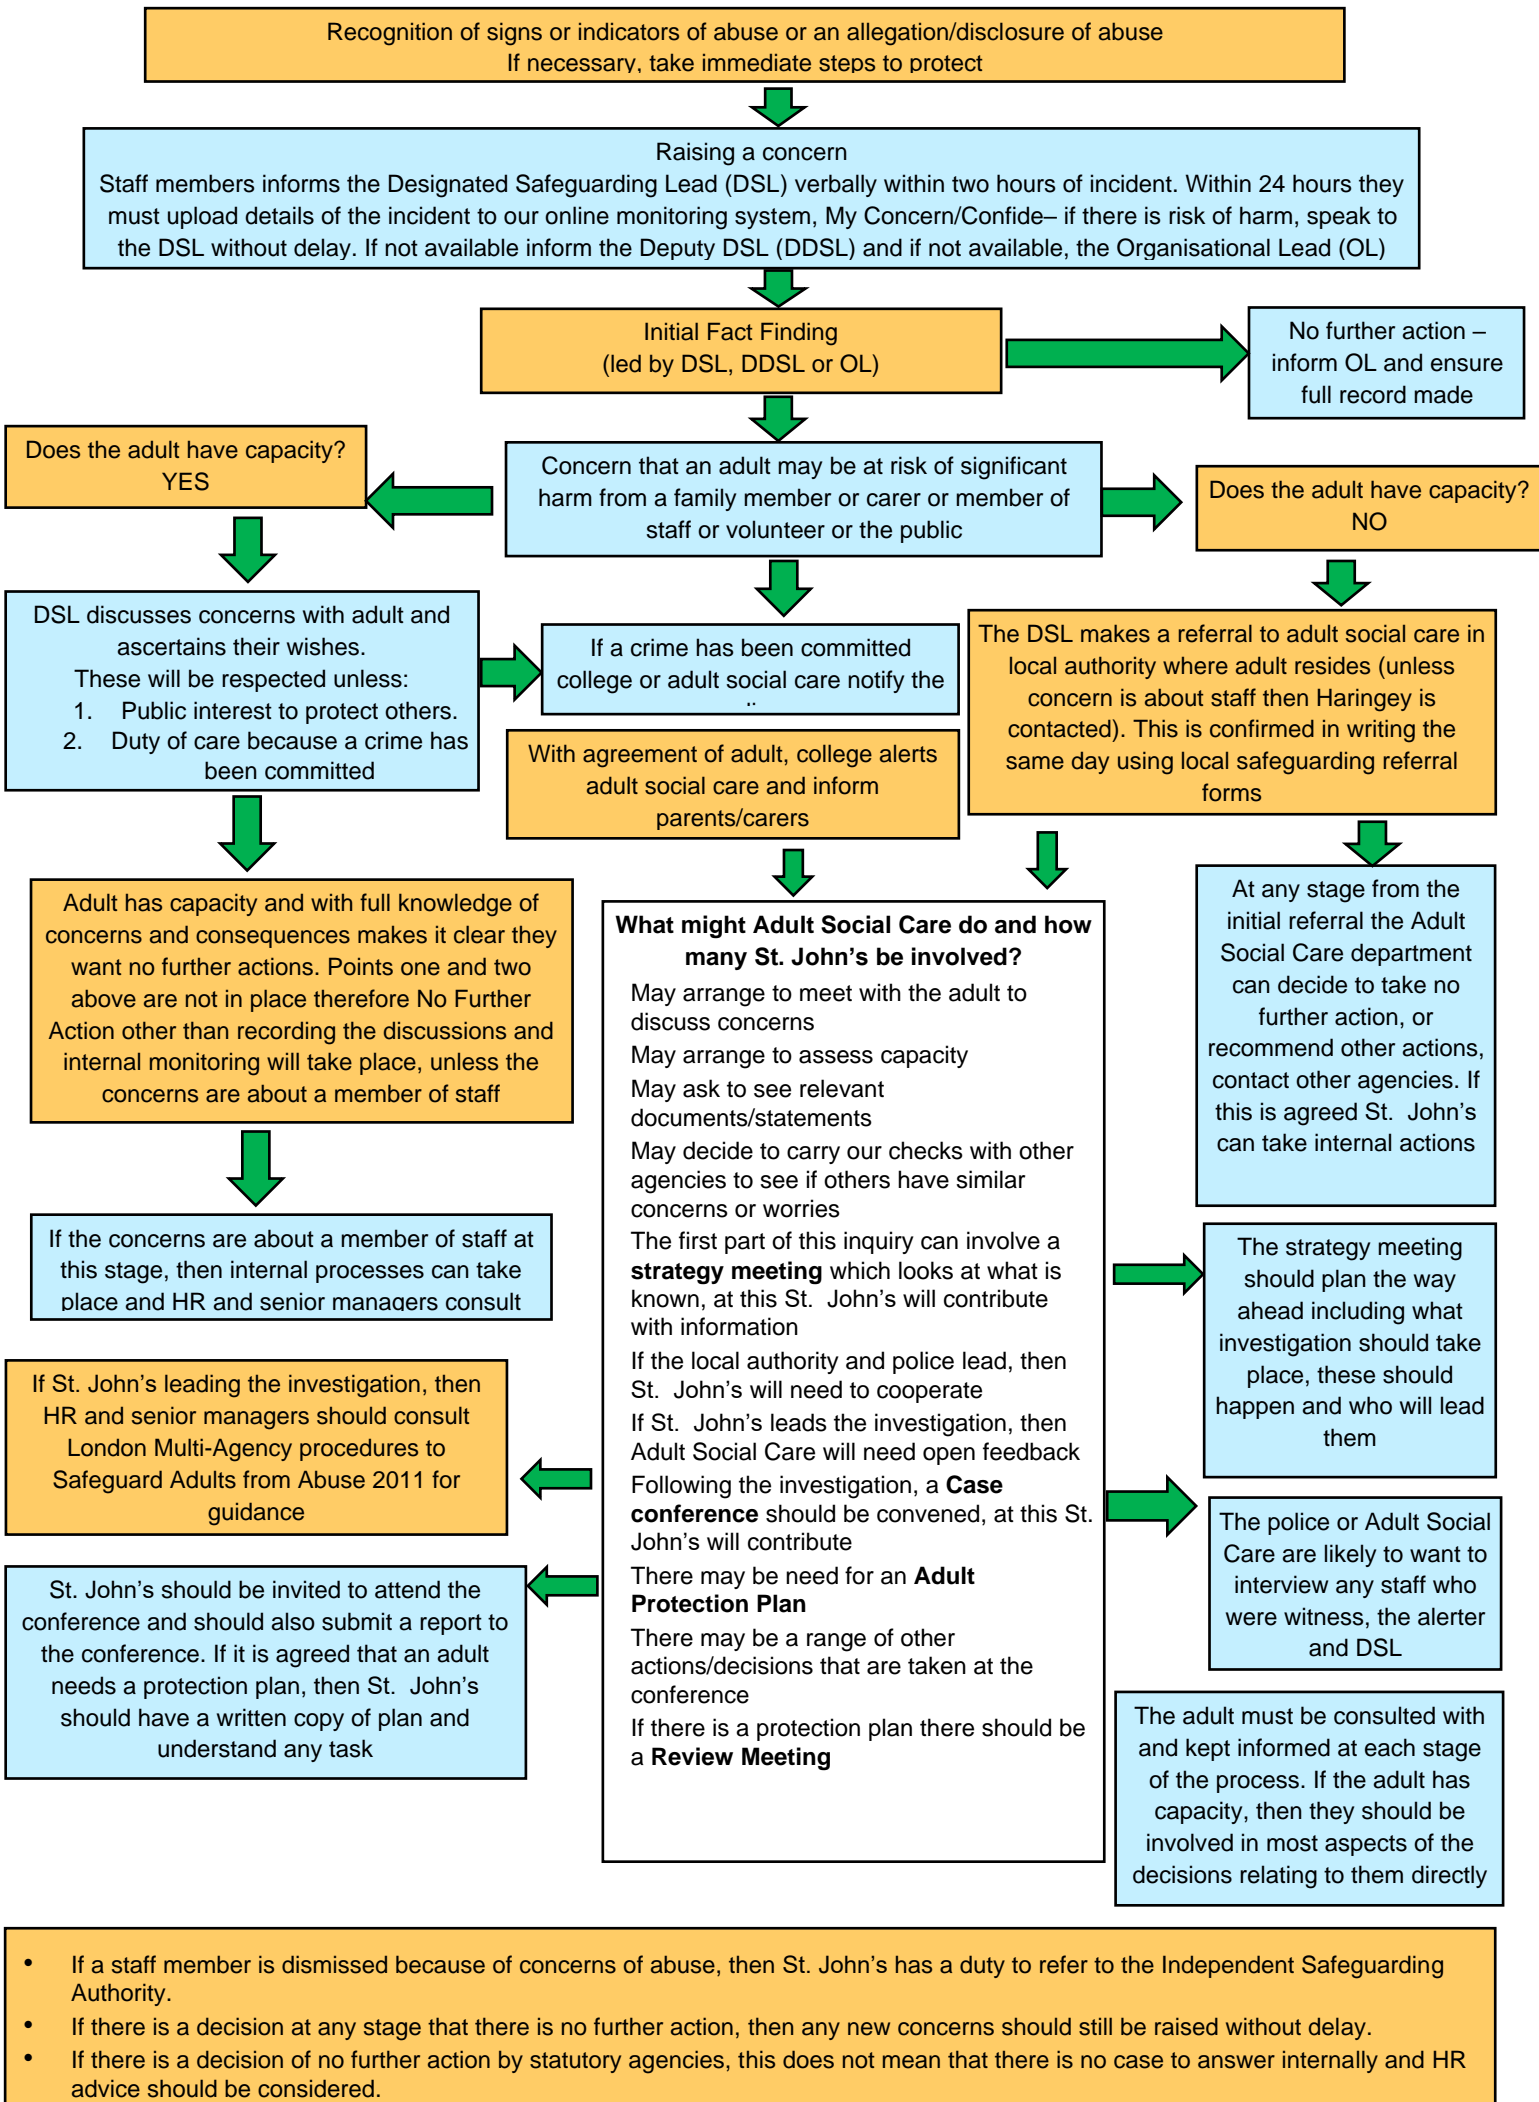 Recognition of signs or indicators of abuse or an allegation/disclosure of abuse
If necessary, take immediate steps to protect
Raising a concern
Staff members informs the Designated Safeguarding Lead (DSL) verbally within two hours of incident. Within 24 hours they
must upload details of the incident to our online monitoring system, My Concern/Confide– if there is risk of harm, speak to
the DSL without delay. If not available inform the Deputy DSL (DDSL) and if not available, the Organisational Lead (OL)
Initial Fact Finding
(led by DSL, DDSL or OL)
No further action –
inform OL and ensure
full record made
Does the adult have capacity?
YES
Concern that an adult may be at risk of significant
harm from a family member or carer or member of
staff or volunteer or the public
Does the adult have capacity?
NO
DSL discusses concerns with adult and
ascertains their wishes.
These will be respected unless:
1. Public interest to protect others.
2. Duty of care because a crime has
been committed
If a crime has been committed
college or adult social care notify the
The DSL makes a referral to adult social care in
local authority where adult resides (unless
concern is about staff then Haringey is
contacted). This is confirmed in writing the
same day using local safeguarding referral
forms
With agreement of adult, college alerts
adult social care and inform
parents/carers
Adult has capacity and with full knowledge of
concerns and consequences makes it clear they
want no further actions. Points one and two
above are not in place therefore No Further
Action other than recording the discussions and
internal monitoring will take place, unless the
concerns are about a member of staff
At any stage from the
initial referral the Adult
Social Care department
can decide to take no
further action, or
recommend other actions,
contact other agencies. If
this is agreed St. John's
can take internal actions
What might Adult Social Care do and how
many St. John's be involved?
May arrange to meet with the adult to
discuss concerns
May arrange to assess capacity
May ask to see relevant
documents/statements
May decide to carry our checks with other
agencies to see if others have similar
concerns or worries
The first part of this inquiry can involve a
strategy meeting which looks at what is
known, at this St. John's will contribute
with information
If the local authority and police lead, then
St. John's will need to cooperate
If St. John's leads the investigation, then
Adult Social Care will need open feedback
Following the investigation, a Case
conference should be convened, at this St.
John's will contribute
There may be need for an Adult
Protection Plan
There may be a range of other
actions/decisions that are taken at the
conference
If there is a protection plan there should be
a Review Meeting
If the concerns are about a member of staff at
this stage, then internal processes can take
place and HR and senior managers consult
The strategy meeting
should plan the way
ahead including what
investigation should take
place, these should
happen and who will lead
them
If St. John's leading the investigation, then
HR and senior managers should consult
London Multi-Agency procedures to
Safeguard Adults from Abuse 2011 for
guidance
The police or Adult Social
Care are likely to want to
interview any staff who
were witness, the alerter
and DSL
St. John's should be invited to attend the
conference and should also submit a report to
the conference. If it is agreed that an adult
needs a protection plan, then St. John's
should have a written copy of plan and
understand any task
The adult must be consulted with
and kept informed at each stage
of the process. If the adult has
capacity, then they should be
involved in most aspects of the
decisions relating to them directly
• If a staff member is dismissed because of concerns of abuse, then St. John's has a duty to refer to the Independent Safeguarding
Authority.
• If there is a decision at any stage that there is no further action, then any new concerns should still be raised without delay.
• If there is a decision of no further action by statutory agencies, this does not mean that there is no case to answer internally and HR
advice should be considered.